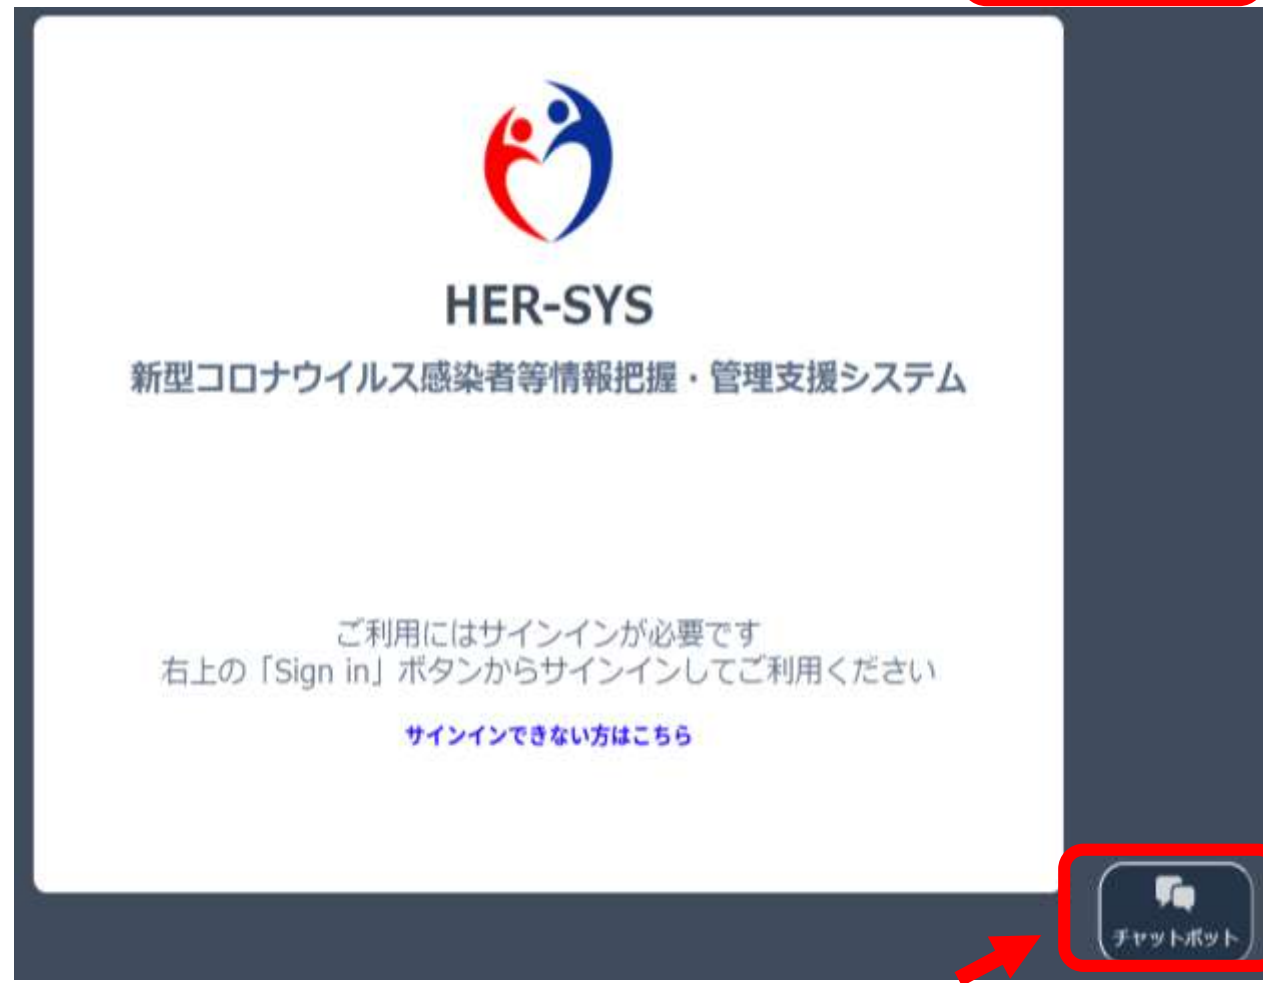 HER-SYS
新型コロナウイルス感染者等情報把握・管理支援システム
ご利用にはサインインが必要です
右上の「Sign in」ボタンからサインインしてご利用ください
サインインできない方はこちら
チャットボット